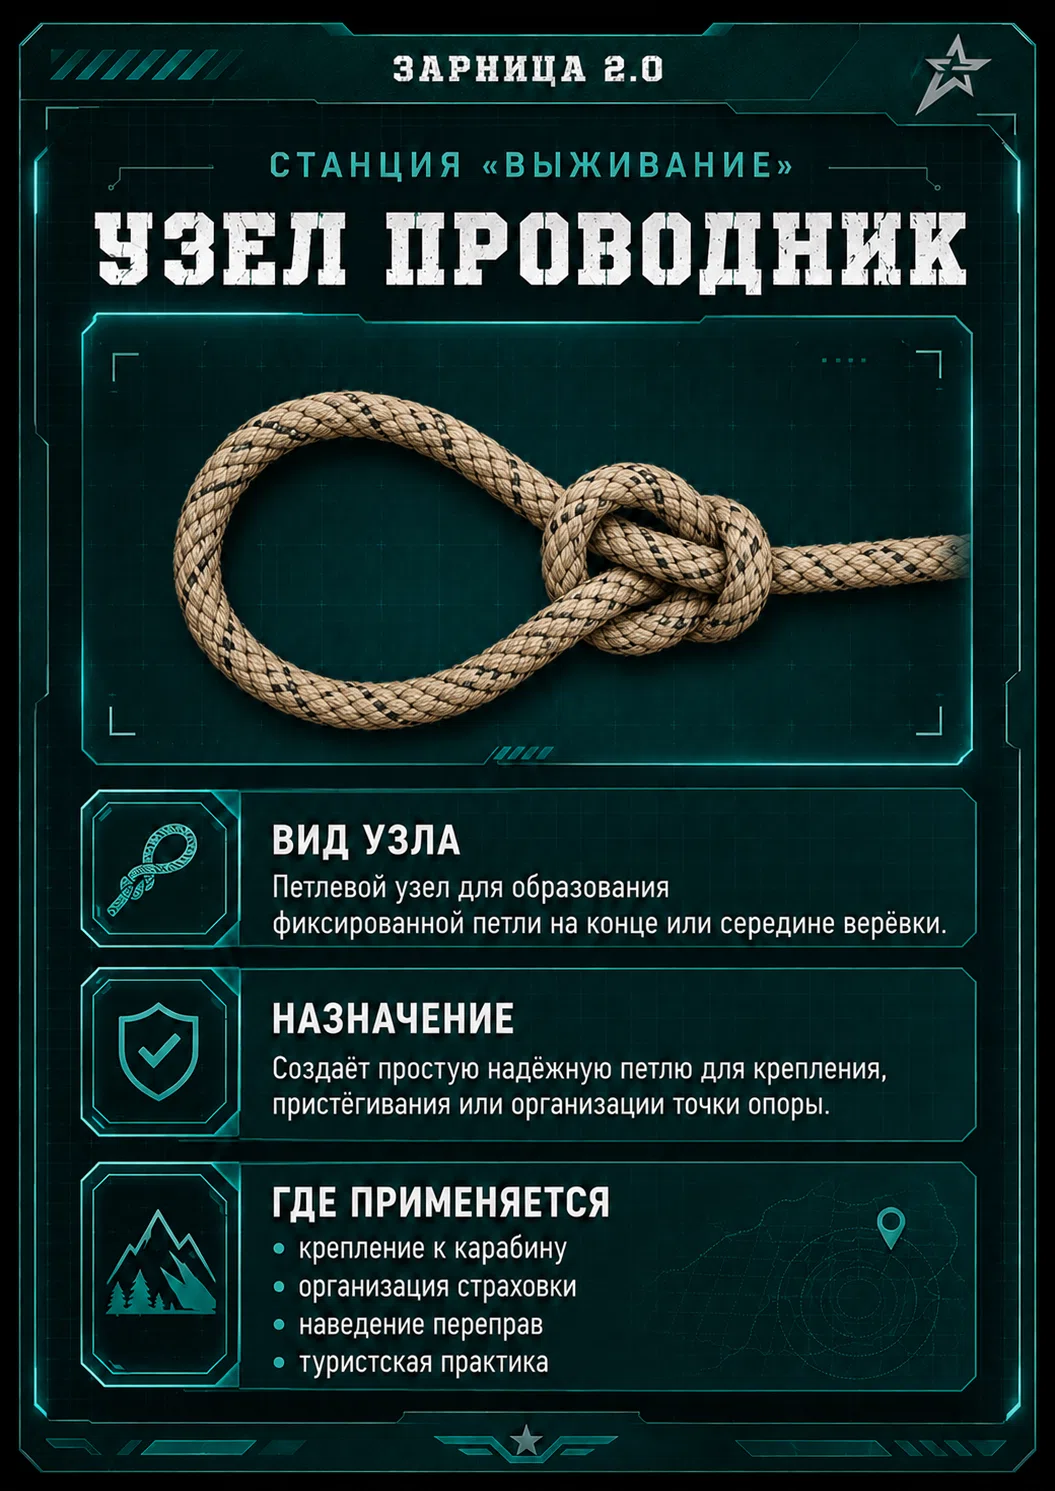 ЗАРНИЦА 2.0
СТАНЦИЯ «ВЫЖИВАНИЕ»
УЗЕЛ ПРОВОДНИК
ВИД УЗЛА
Петлевой узел для образования
фиксированной петли на конце или середине верёвки.
НАЗНАЧЕНИЕ
Создаёт простую надёжную петлю для крепления,
пристёгивания или организации точки опоры.
ГДЕ ПРИМЕНЯЕТСЯ
• крепление к карабину
• организация страховки
• наведение переправ
• туристская практика